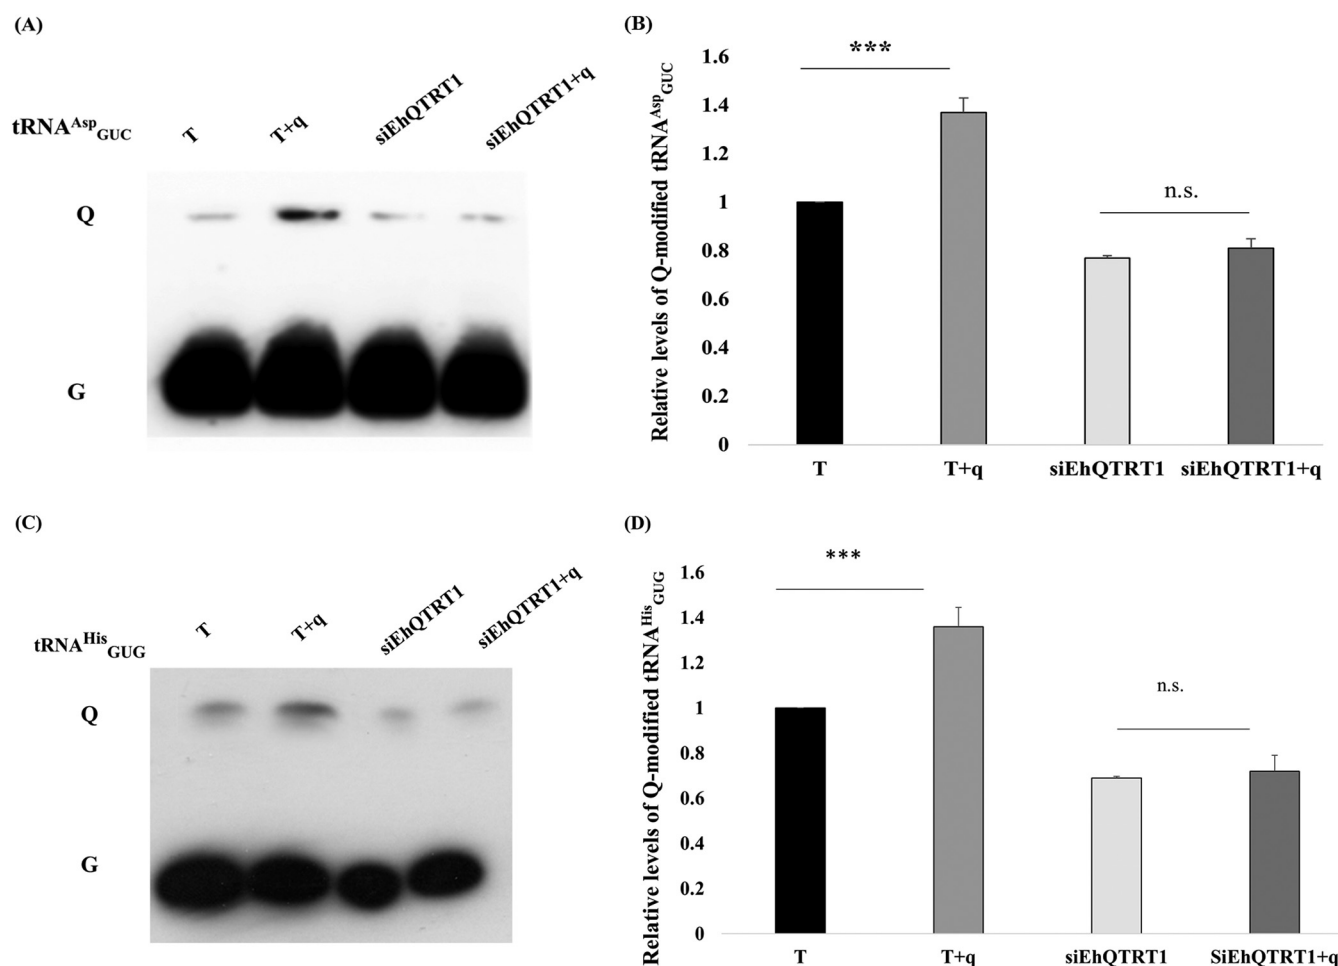 (A)
tRNA^Asp_GUC
T
T+q
siEhQTRT1
siEhQTRT1+q
Q
G
(B)
Relative levels of Q-modified tRNA^Asp_GUC
1.6
1.4
1.2
1
0.8
0.6
0.4
0.2
0
***
n.s.
T
T+q
siEhQTRT1
siEhQTRT1+q
(C)
tRNA^His_GUG
T
T+q
siEhQTRT1
siEhQTRT1+q
Q
G
(D)
Relative levels of Q-modified tRNA^His_GUG
1.6
1.4
1.2
1
0.8
0.6
0.4
0.2
0
***
n.s.
T
T+q
siEhQTRT1
SiEhQTRT1+q